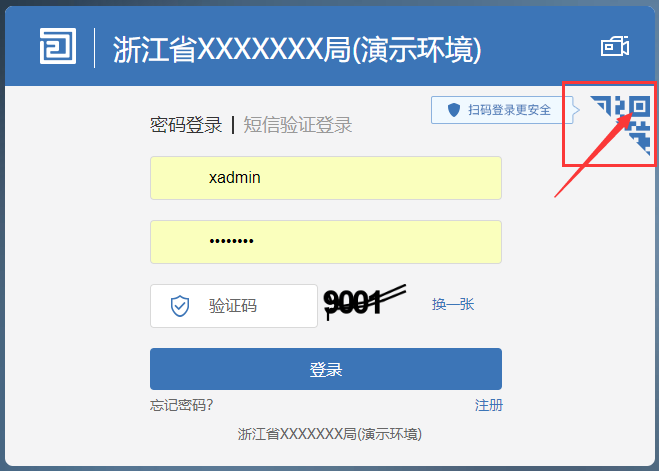 浙江省XXXXXXX局(演示环境)
扫码登录更安全
密码登录 | 短信验证登录
xadmin
••••••••
验证码 9001 换一张
登录
忘记密码? 注册
浙江省XXXXXXX局(演示环境)